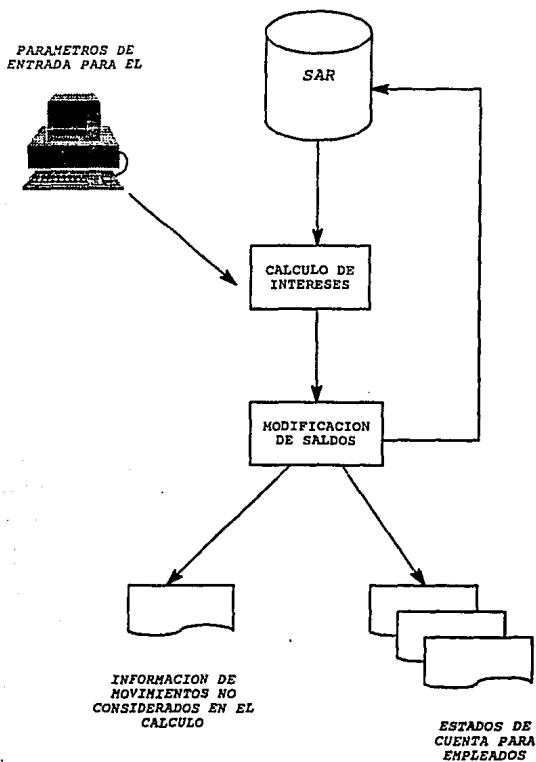 PARAMETROS DE
ENTRADA PARA EL
SAR
CALCULO DE
INTERESES
MODIFICACION
DE SALDOS
INFORMACION DE
MOVIMIENTOS NO
CONSIDERADOS EN EL
CALCULO
ESTADOS DE
CUENTA PARA
EMPLEADOS